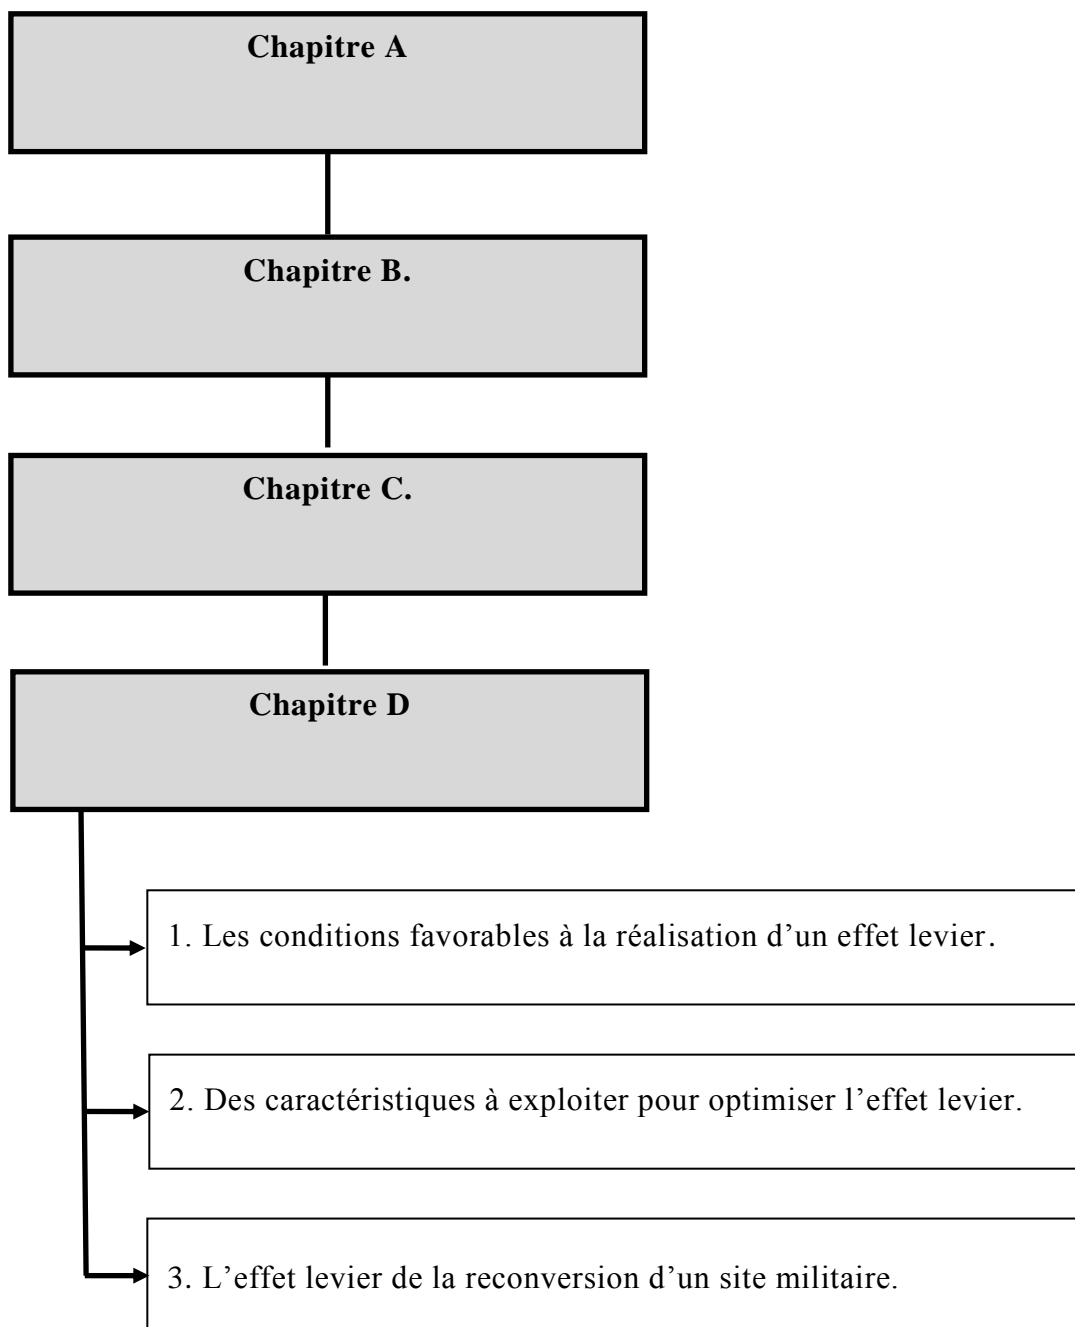 Chapitre A
Chapitre B.
Chapitre C.
Chapitre D
1. Les conditions favorables à la réalisation d’un effet levier.
2. Des caractéristiques à exploiter pour optimiser l’effet levier.
3. L’effet levier de la reconversion d’un site militaire.